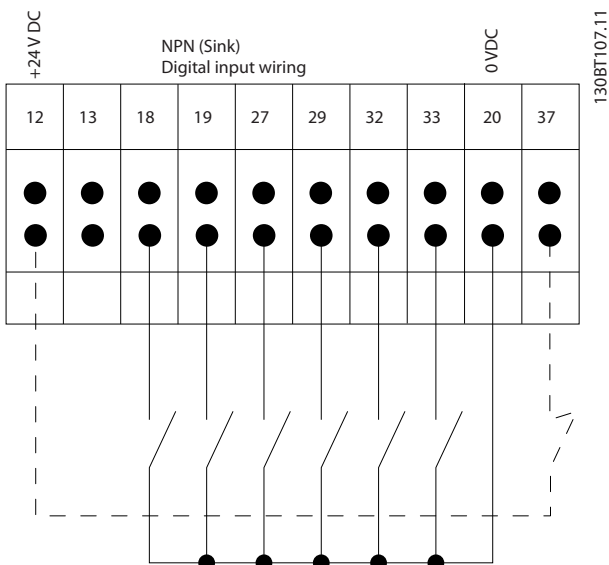 +24 V DC
NPN (Sink)
Digital input wiring
0 VDC
130BT107.11
12 13 18 19 27 29 32 33 20 37